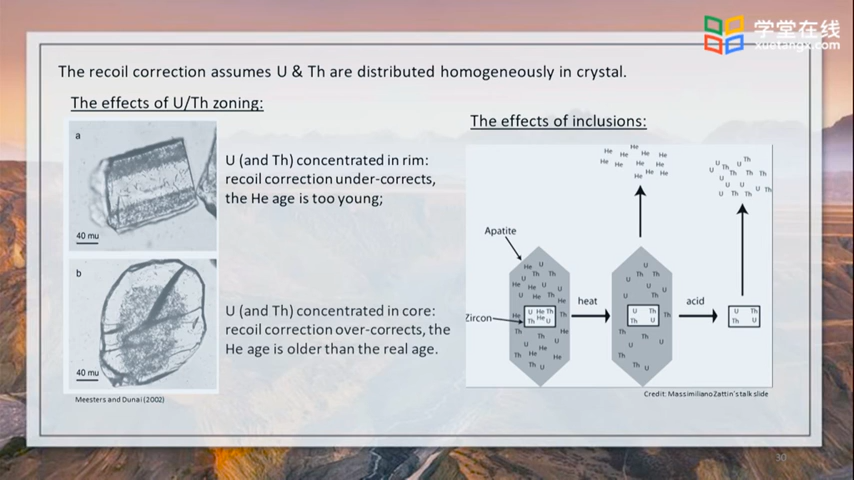 学堂在线
xuetangx.com
The recoil correction assumes U & Th are distributed homogeneously in crystal.
The effects of U/Th zoning:
a
40 mu
U (and Th) concentrated in rim:
recoil correction under-corrects,
the He age is too young;
b
40 mu
U (and Th) concentrated in core:
recoil correction over-corrects, the
He age is older than the real age.
Meesters and Dunai (2002)
The effects of inclusions:
Apatite
Zircon
heat
acid
Credit: Massimiliano Zattin's talk slide
30